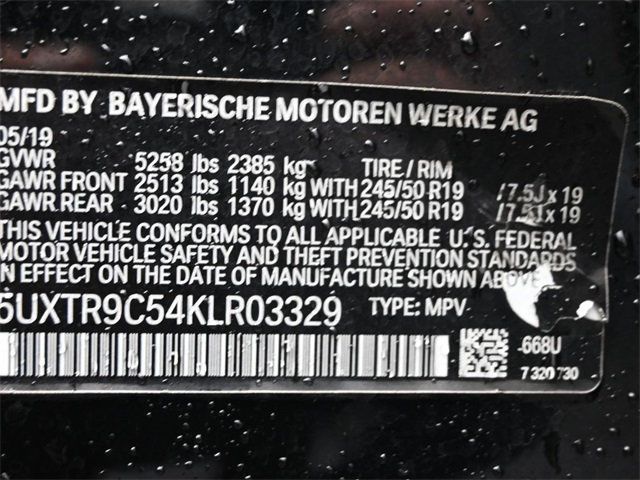 MFD BY BAYERISCHE MOTOREN WERKE AG
05/19
GVWR 5258 lbs 2385 kg TIRE / RIM
GAWR FRONT 2513 lbs 1140 kg WITH 245/50 R19 / 7.5J x 19
GAWR REAR 3020 lbs 1370 kg WITH 245/50 R19 / 7.5J x 19
THIS VEHICLE CONFORMS TO ALL APPLICABLE U.S. FEDERAL
MOTOR VEHICLE SAFETY AND THEFT PREVENTION STANDARDS
IN EFFECT ON THE DATE OF MANUFACTURE SHOWN ABOVE
5UXTR9C54KLR03329 TYPE: MPV
668U
7 320 730